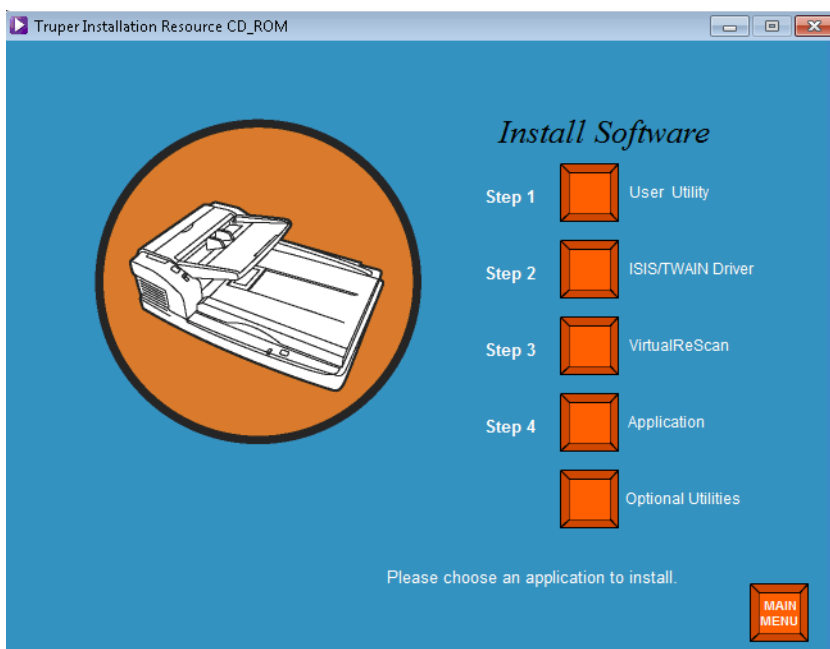 Truper Installation Resource CD_ROM
Install Software
Step 1 User Utility
Step 2 ISIS/TWAIN Driver
Step 3 VirtualReScan
Step 4 Application
Optional Utilities
Please choose an application to install.
MAIN
MENU